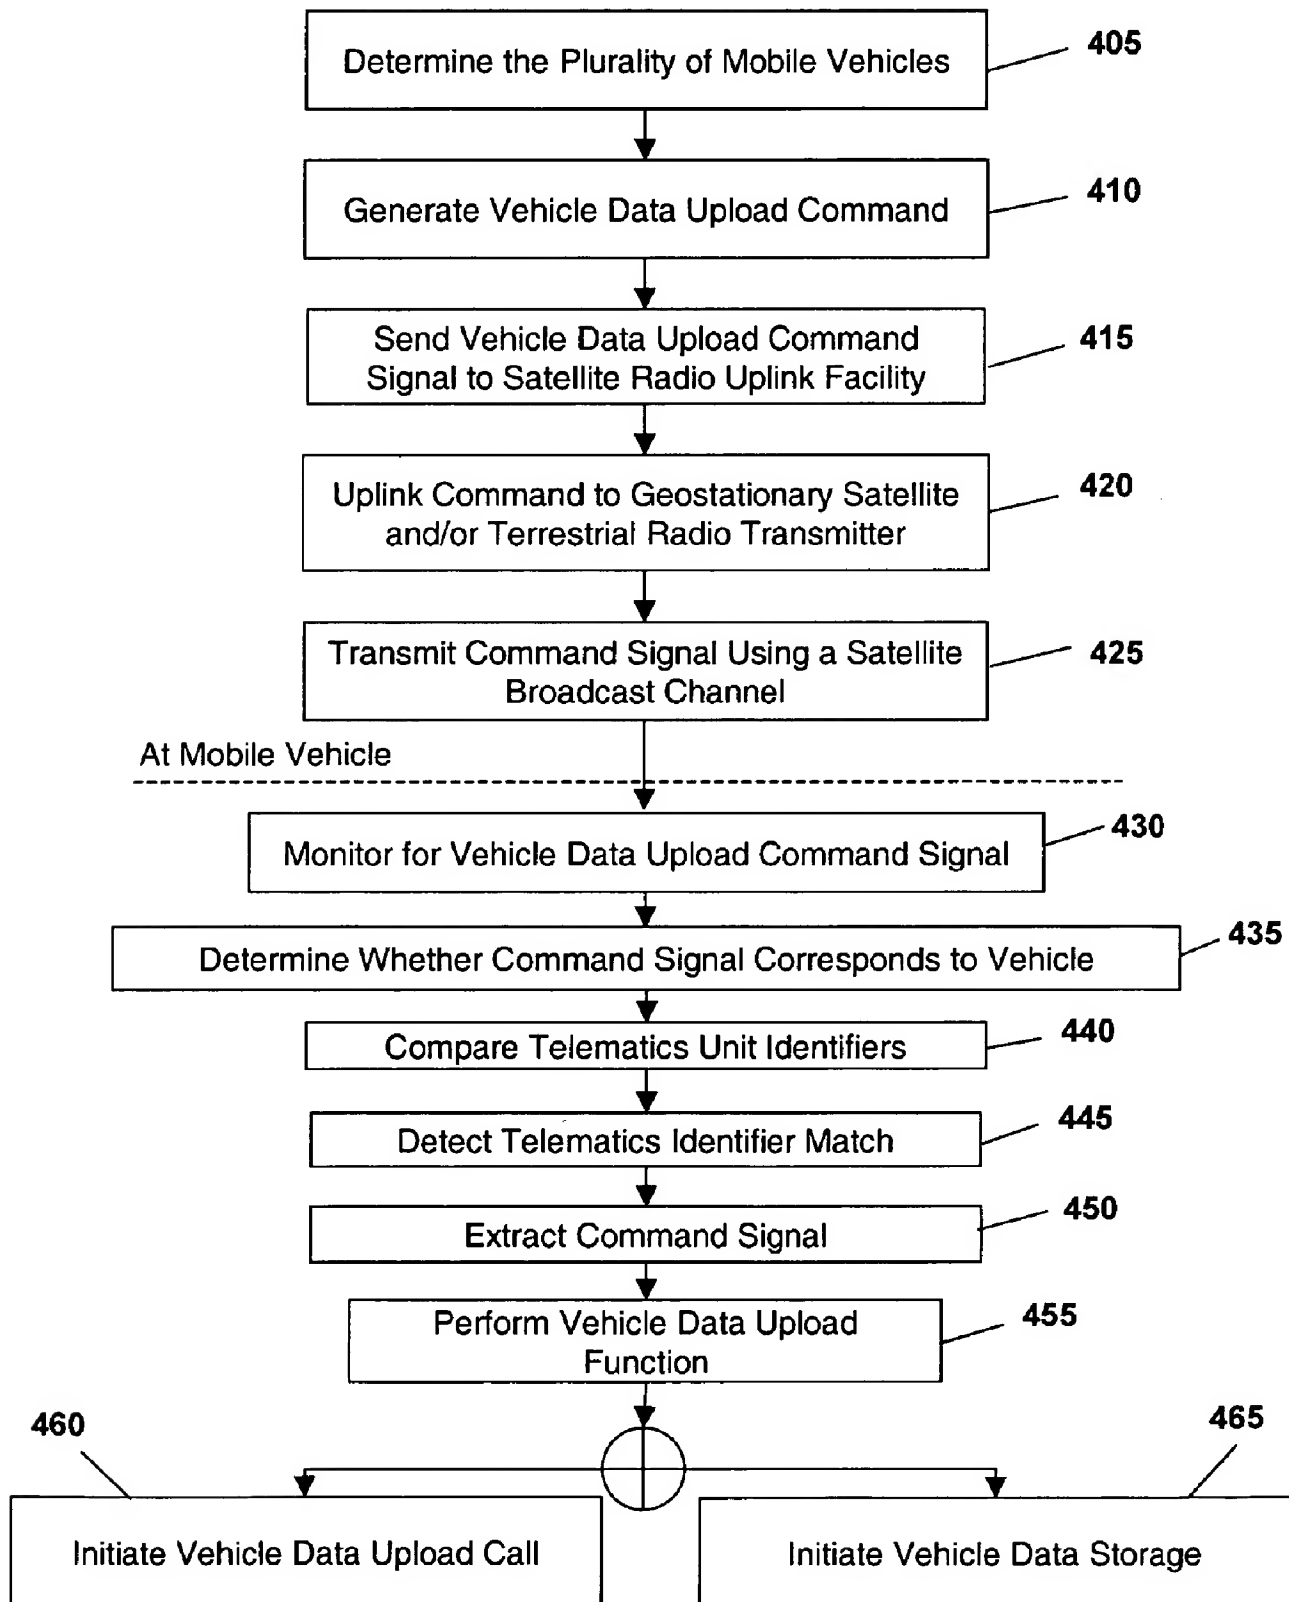 Determine the Plurality of Mobile Vehicles
405
Generate Vehicle Data Upload Command
410
Send Vehicle Data Upload Command
Signal to Satellite Radio Uplink Facility
415
Uplink Command to Geostationary Satellite
and/or Terrestrial Radio Transmitter
420
Transmit Command Signal Using a Satellite
Broadcast Channel
425
At Mobile Vehicle
Monitor for Vehicle Data Upload Command Signal
430
Determine Whether Command Signal Corresponds to Vehicle
435
Compare Telematics Unit Identifiers
440
Detect Telematics Identifier Match
445
Extract Command Signal
450
Perform Vehicle Data Upload
Function
455
460
465
Initiate Vehicle Data Upload Call
Initiate Vehicle Data Storage